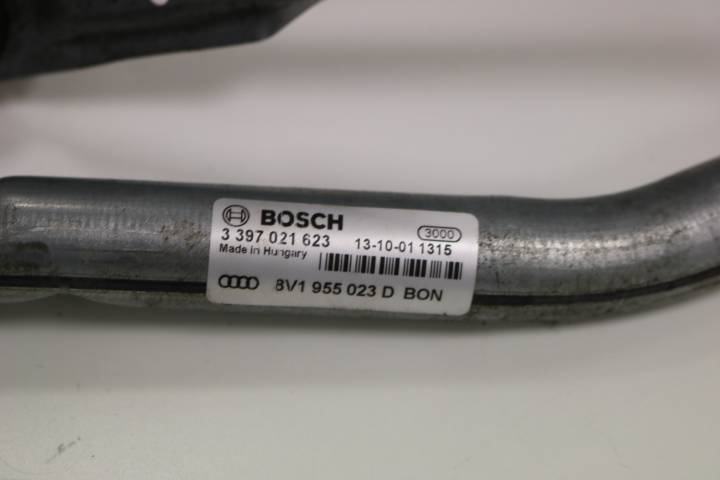 BOSCH
3000
3 397 021 623 13-10-01 1315
Made in Hungary
8V1 955 023 D BON